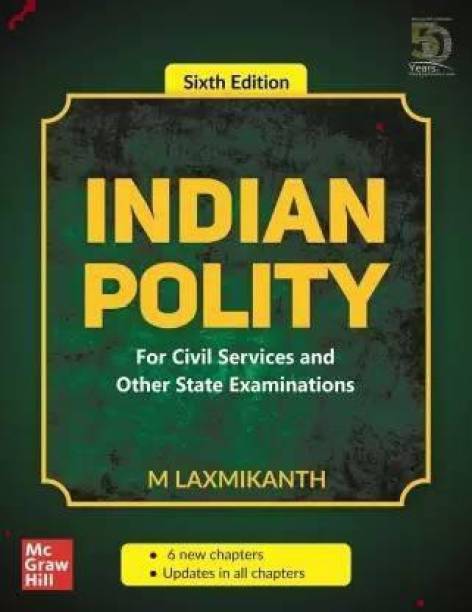 50
Years
Sixth Edition
INDIAN
POLITY
For Civil Services and
Other State Examinations
M LAXMIKANTH
Mc
Graw
Hill
• 6 new chapters
• Updates in all chapters